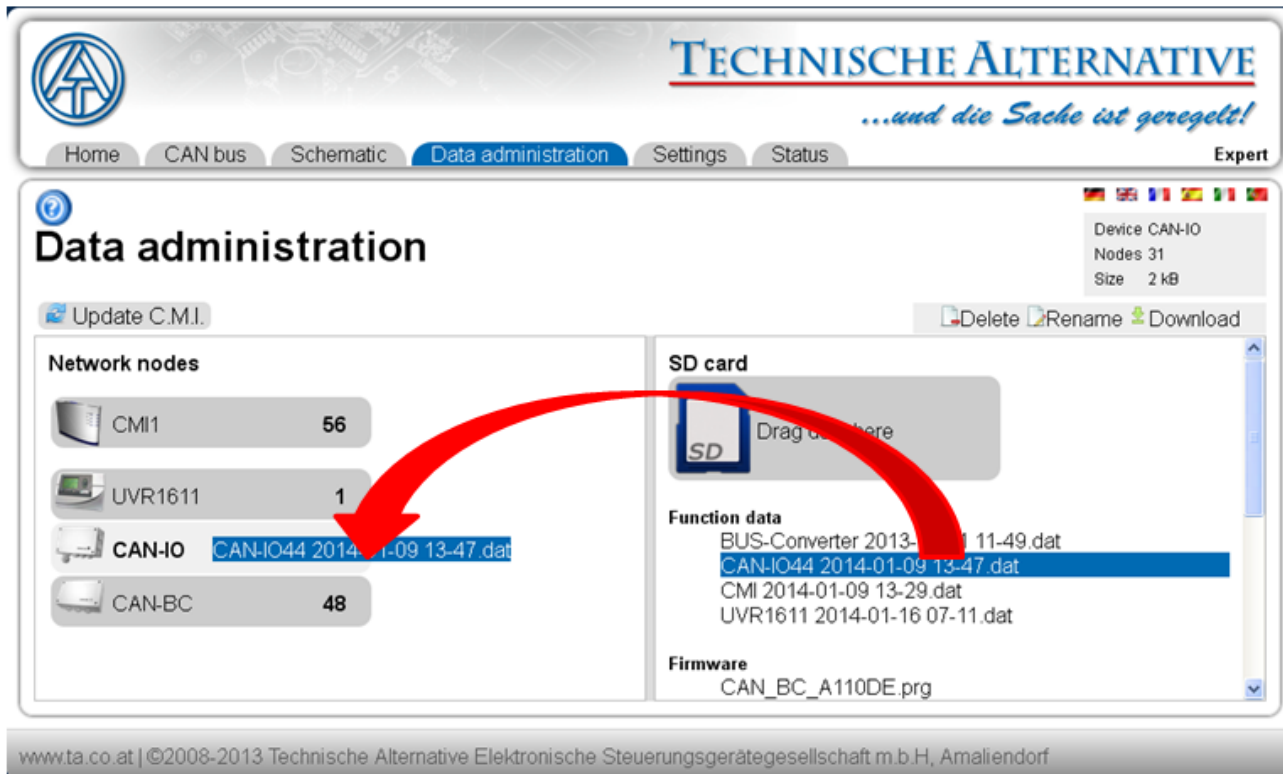 TECHNISCHE ALTERNATIVE
...und die Sache ist geregelt!
Home CAN bus Schematic Data administration Settings Status Expert
Data administration
Device CAN-IO
Nodes 31
Size 2 kB
Update C.M.I.
Delete Rename Download
Network nodes
CMI1 56
UVR1611 1
CAN-IO CAN-IO44 2014- -09 13-47.dat
CAN-BC 48
SD card
SD
Drag here
Function data
BUS-Converter 2013- 11-49.dat
CAN-IO44 2014-01-09 13-47.dat
CMI 2014-01-09 13-29.dat
UVR1611 2014-01-16 07-11.dat
Firmware
CAN_BC_A110DE.prg
www.ta.co.at | ©2008-2013 Technische Alternative Elektronische Steuerungsgerätegesellschaft m.b.H, Amaliendorf